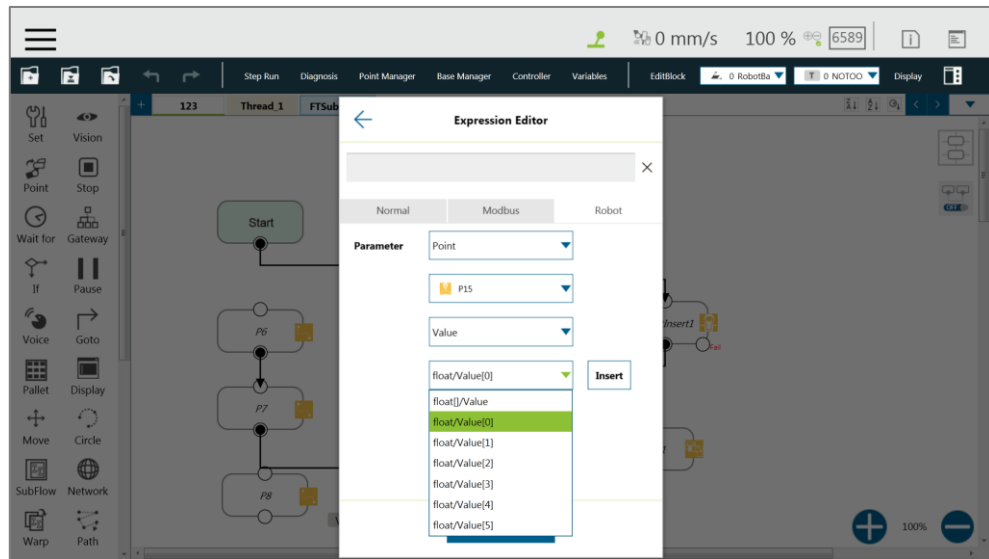 0 mm/s 100 % 6589
Step Run Diagnosis Point Manager Base Manager Controller Variables EditBlock 0 RobotBa T 0 NOTOO Display
123 Thread_1 FTSub
Set Vision
Point Stop
Wait for Gateway
If Pause
Voice Goto
Pallet Display
Move Circle
SubFlow Network
Warp Path
Start
P6
P7
P8
Expression Editor
Normal Modbus Robot
Parameter Point
P15
Value
float/Value[0] Insert
float[]/Value
float/Value[0]
float/Value[1]
float/Value[2]
float/Value[3]
float/Value[4]
float/Value[5]
Insert1
Fail
OFF
100%